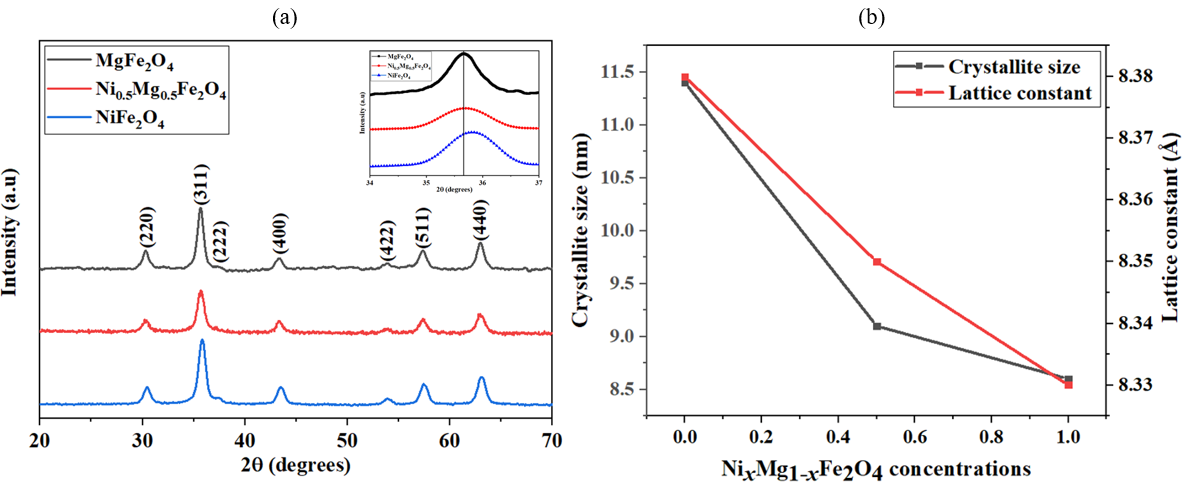 (a)
MgFe2O4
Ni0.5Mg0.5Fe2O4
NiFe2O4
MgFe2O4
Ni0.5Mg0.5Fe2O4
NiFe2O4
Intensity (a.u)
34 35 36 37
2Θ (degrees)
(220)
(311)
(222)
(400)
(422)
(511)
(440)
Intensity (a.u)
20 30 40 50 60 70
2θ (degrees)
(b)
Crystallite size
Lattice constant
11.5
11.0
10.5
10.0
9.5
9.0
8.5
Crystallite size (nm)
8.38
8.37
8.36
8.35
8.34
8.33
Lattice constant (Å)
0.0 0.2 0.4 0.6 0.8 1.0
NixMg1-xFe2O4 concentrations